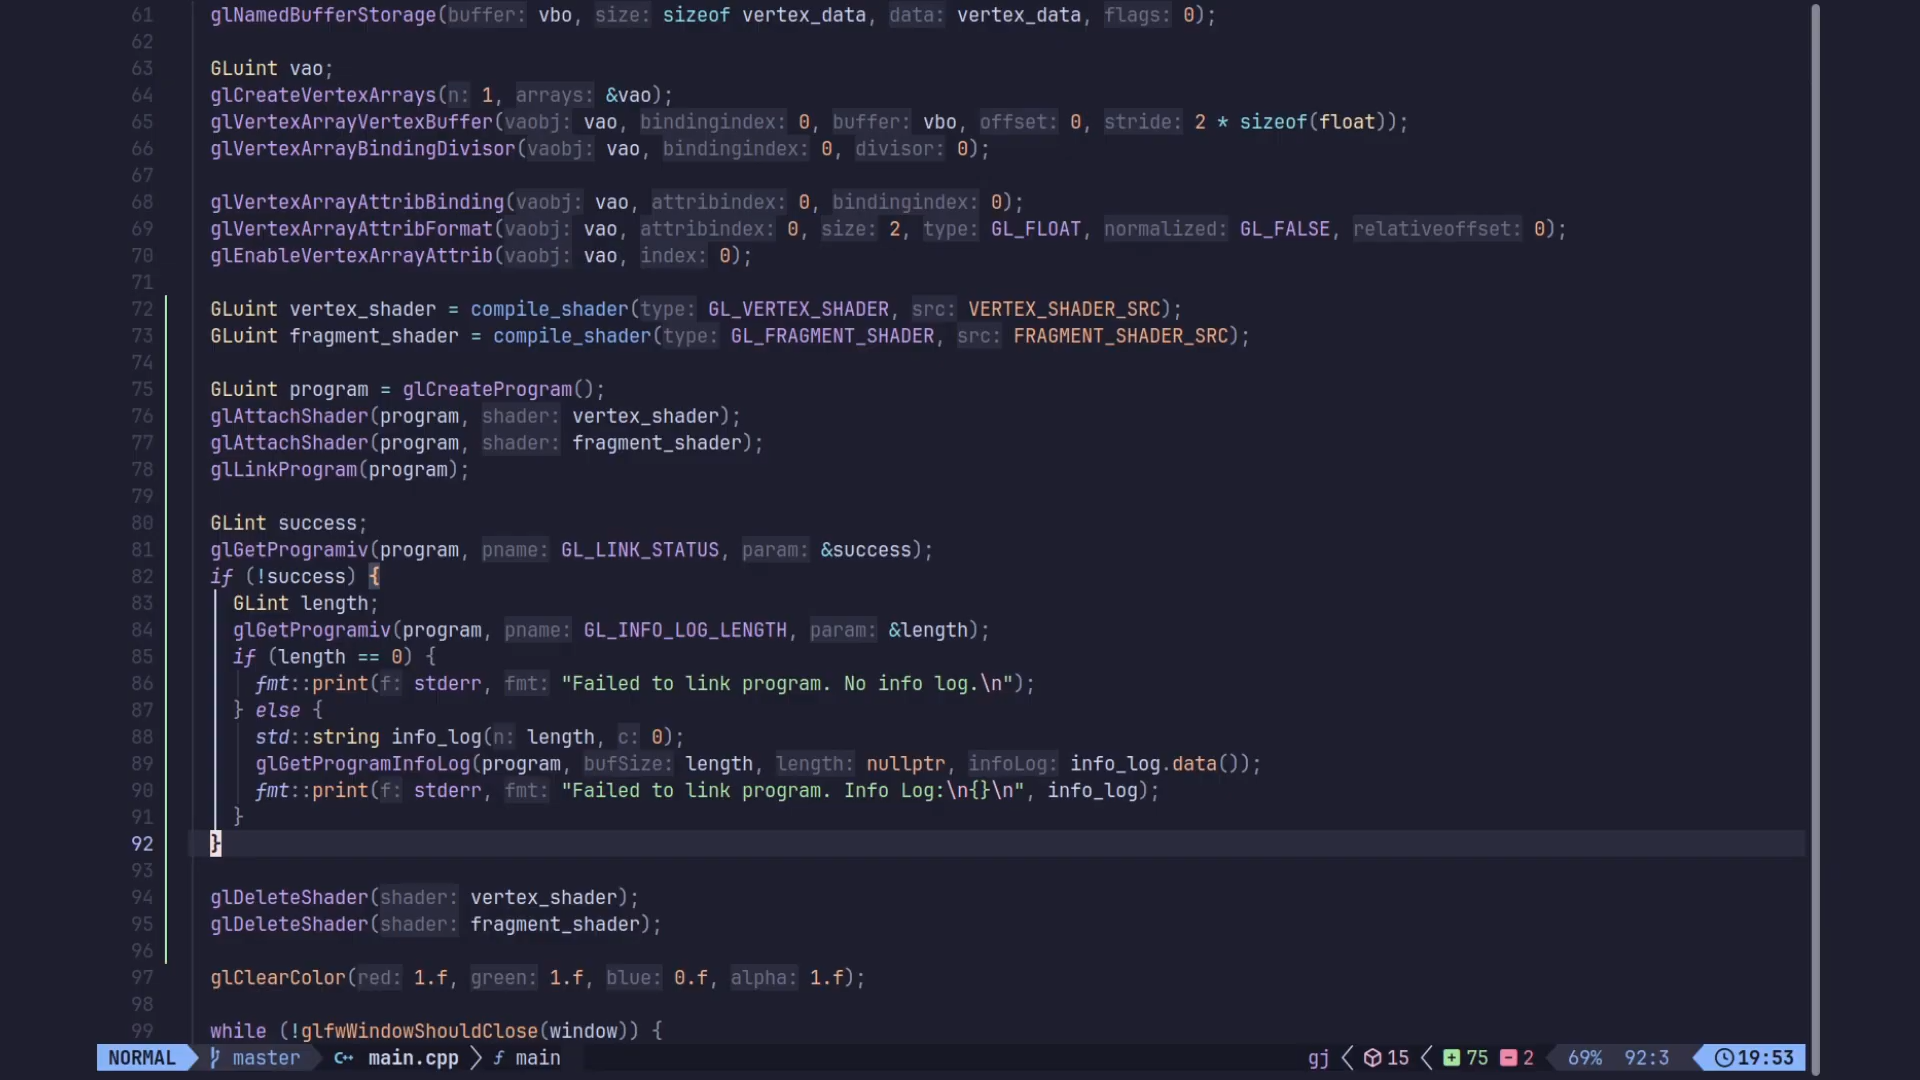 61 glNamedBufferStorage(buffer: vbo, size: sizeof vertex_data, data: vertex_data, flags: 0);
62
63 GLuint vao;
64 glCreateVertexArrays(n: 1, arrays: &vao);
65 glVertexArrayVertexBuffer(vaobj: vao, bindingindex: 0, buffer: vbo, offset: 0, stride: 2 * sizeof(float));
66 glVertexArrayBindingDivisor(vaobj: vao, bindingindex: 0, divisor: 0);
67
68 glVertexArrayAttribBinding(vaobj: vao, attribindex: 0, bindingindex: 0);
69 glVertexArrayAttribFormat(vaobj: vao, attribindex: 0, size: 2, type: GL_FLOAT, normalized: GL_FALSE, relativeoffset: 0);
70 glEnableVertexArrayAttrib(vaobj: vao, index: 0);
71
72 GLuint vertex_shader = compile_shader(type: GL_VERTEX_SHADER, src: VERTEX_SHADER_SRC);
73 GLuint fragment_shader = compile_shader(type: GL_FRAGMENT_SHADER, src: FRAGMENT_SHADER_SRC);
74
75 GLuint program = glCreateProgram();
76 glAttachShader(program, shader: vertex_shader);
77 glAttachShader(program, shader: fragment_shader);
78 glLinkProgram(program);
79
80 GLint success;
81 glGetProgramiv(program, pname: GL_LINK_STATUS, param: &success);
82 if (!success) {
83 GLint length;
84 glGetProgramiv(program, pname: GL_INFO_LOG_LENGTH, param: &length);
85 if (length == 0) {
86 fmt::print(f: stderr, fmt: "Failed to link program. No info log.\n");
87 } else {
88 std::string info_log(n: length, c: 0);
89 glGetProgramInfoLog(program, bufSize: length, length: nullptr, infoLog: info_log.data());
90 fmt::print(f: stderr, fmt: "Failed to link program. Info Log:\n{}\n", info_log);
91 }
92 }
93
94 glDeleteShader(shader: vertex_shader);
95 glDeleteShader(shader: fragment_shader);
96
97 glClearColor(red: 1.f, green: 1.f, blue: 0.f, alpha: 1.f);
98
99 while (!glfwWindowShouldClose(window)) {
NORMAL master C++ main.cpp f main gj 15 + 75 - 2 69% 92:3 19:53